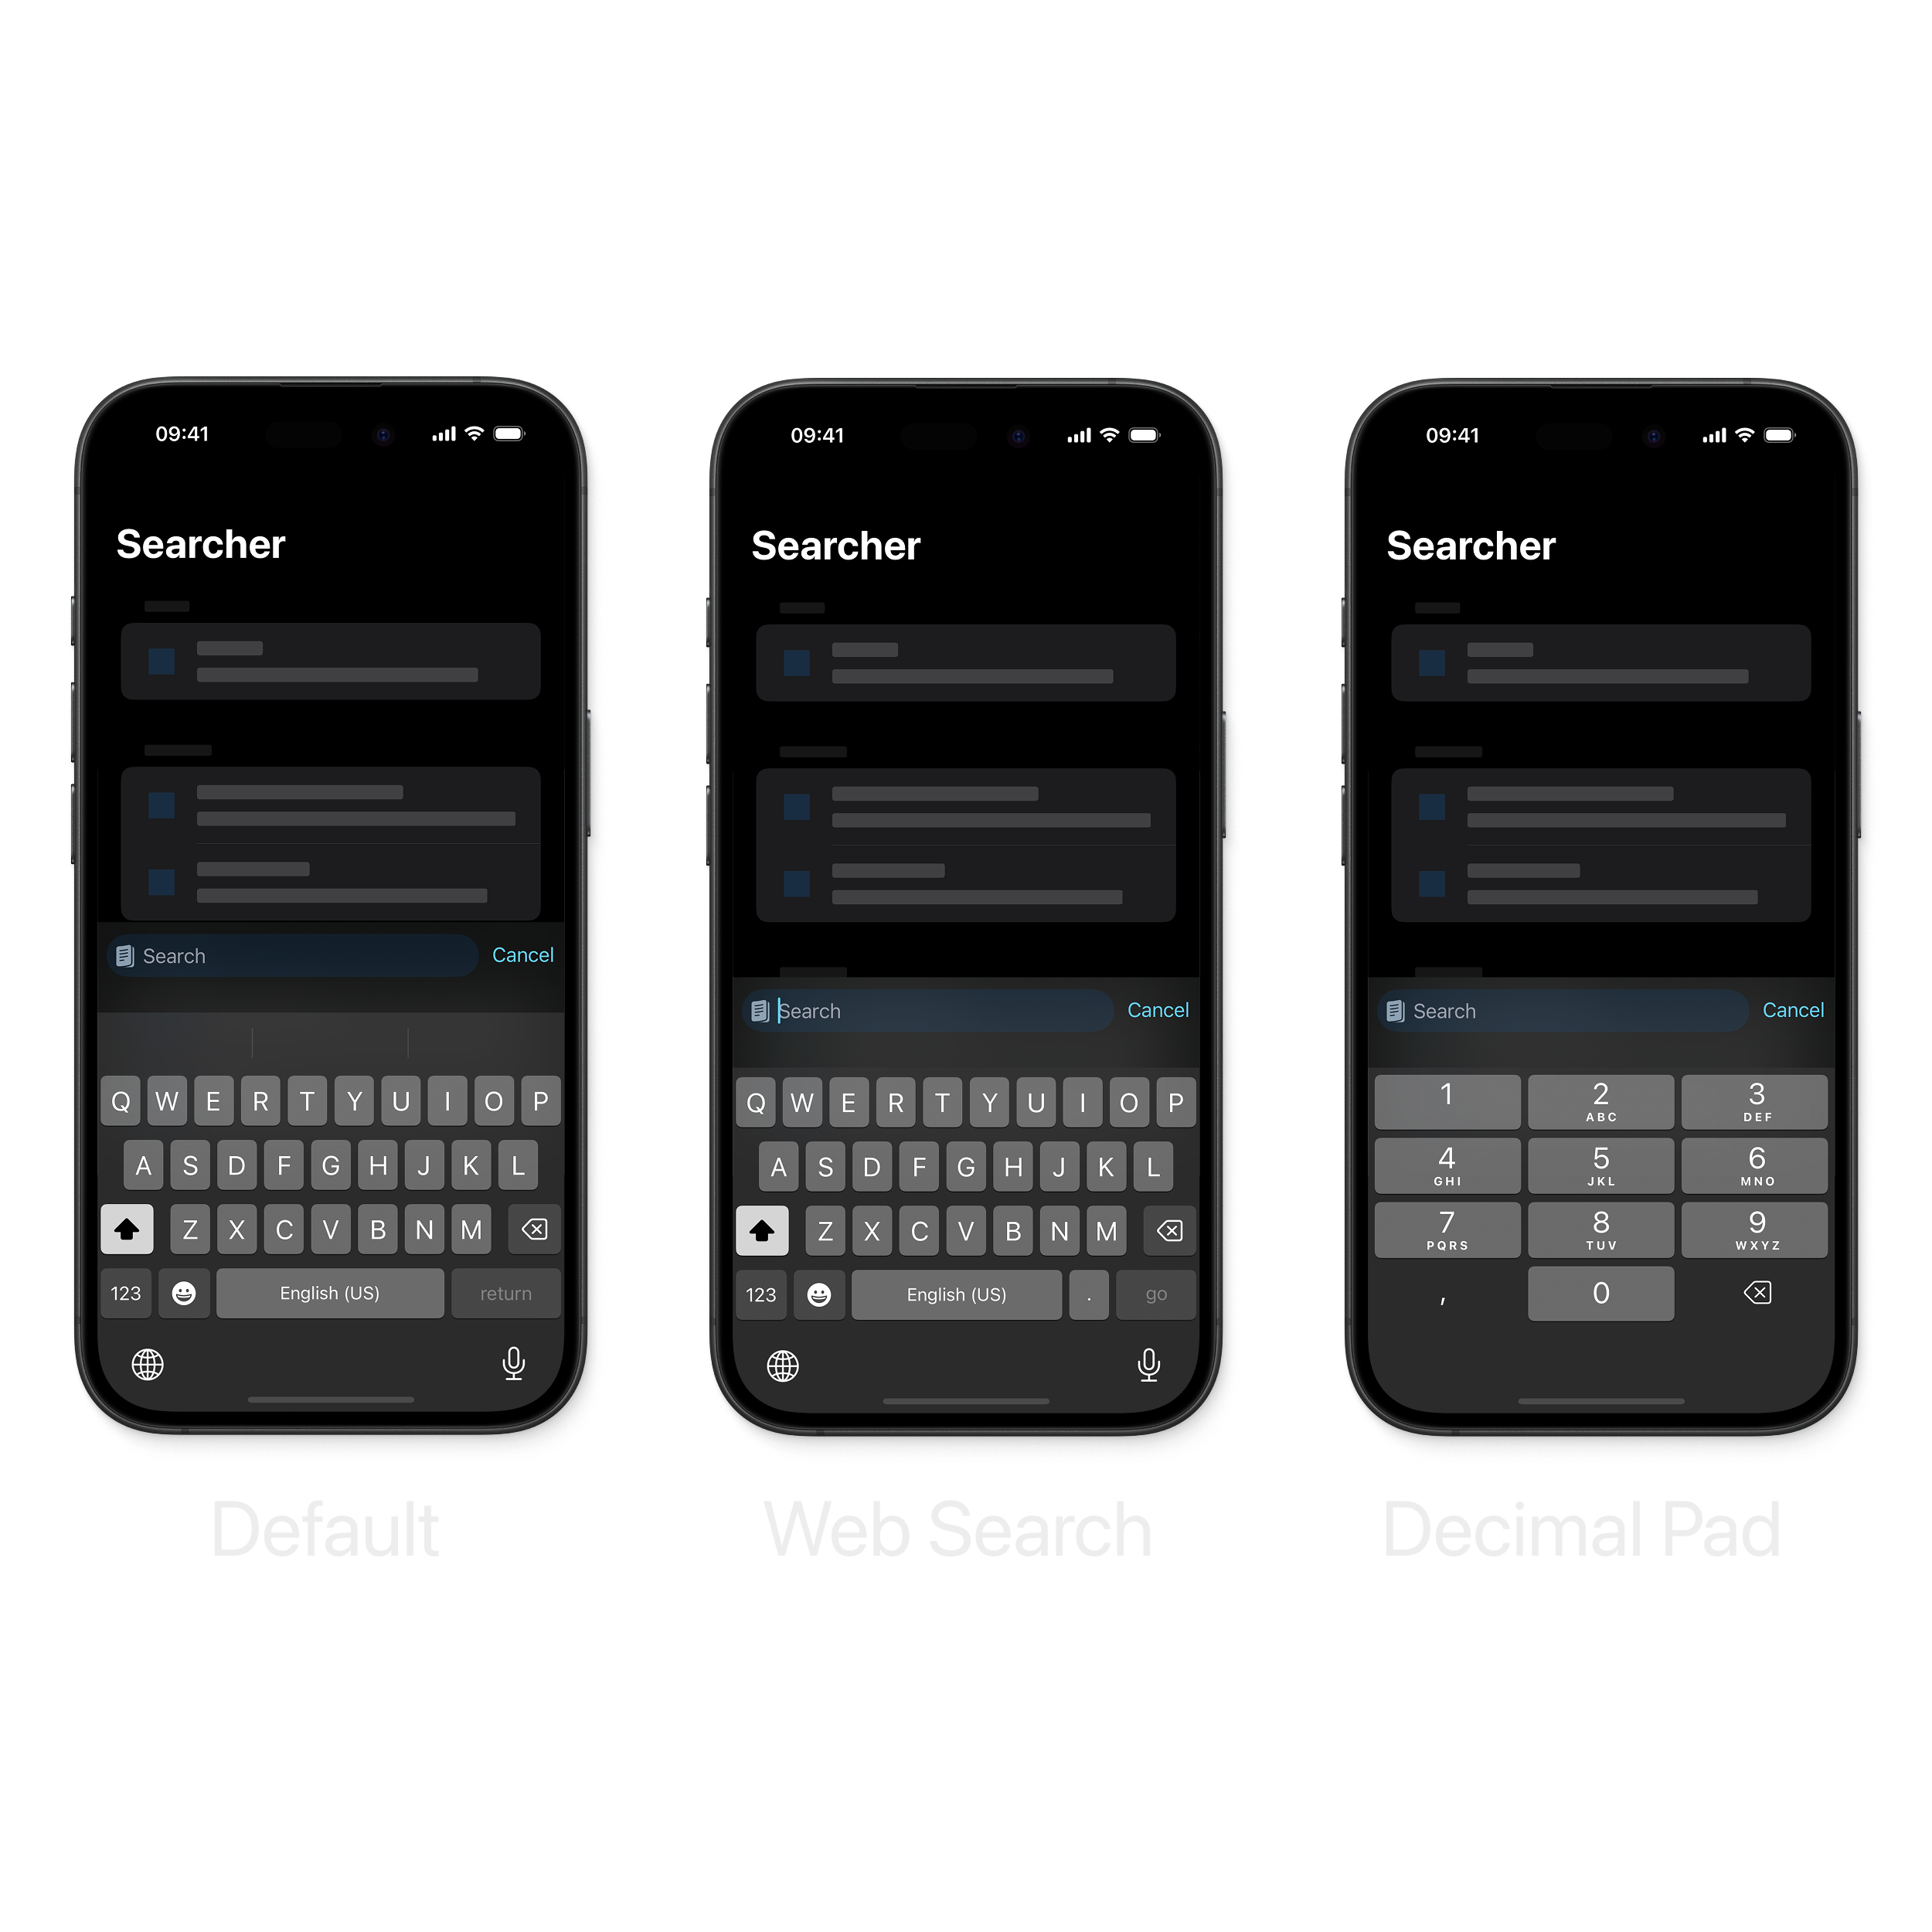 09:41
Searcher
Search Cancel
Q W E R T Y U I O P
A S D F G H J K L
Z X C V B N M
123 English (US) return
Default
09:41
Searcher
Search Cancel
Q W E R T Y U I O P
A S D F G H J K L
Z X C V B N M
123 English (US) . go
Web Search
09:41
Searcher
Search Cancel
1 2 3
ABC DEF
4 5 6
GHI JKL MNO
7 8 9
PQRS TUV WXYZ
, 0
Decimal Pad